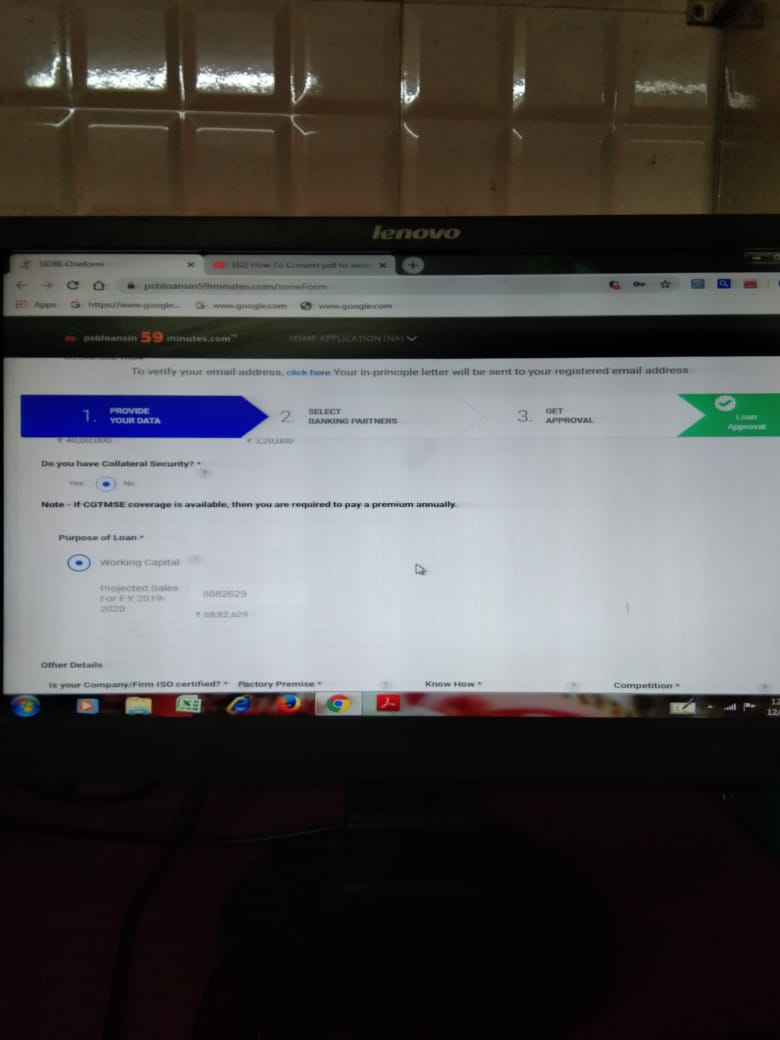 lenovo
SIDBI-Oneform
(42) How To Convert pdf to
psbloansin59minutes.com/soneForm
Apps https://www.google... www.google.com www.google.com
psbloansin 59 minutes.com MSME APPLICATION (NA)
To verify your email address, click here Your in-principle letter will be sent to your registered email address
1. PROVIDE YOUR DATA
2. SELECT BANKING PARTNERS
3. GET APPROVAL
Loan Approval
₹ 40,00,000 ₹ 5,20,000
Do you have Collateral Security? *
Yes No
Note - If CGTMSE coverage is available, then you are required to pay a premium annually.
Purpose of Loan *
Working Capital
Projected Sales
For F.Y 2019-
2020
8882629
₹ 88,82,629
Other Details
Is your Company/Firm ISO certified? * Factory Premise * Know How * Competition *